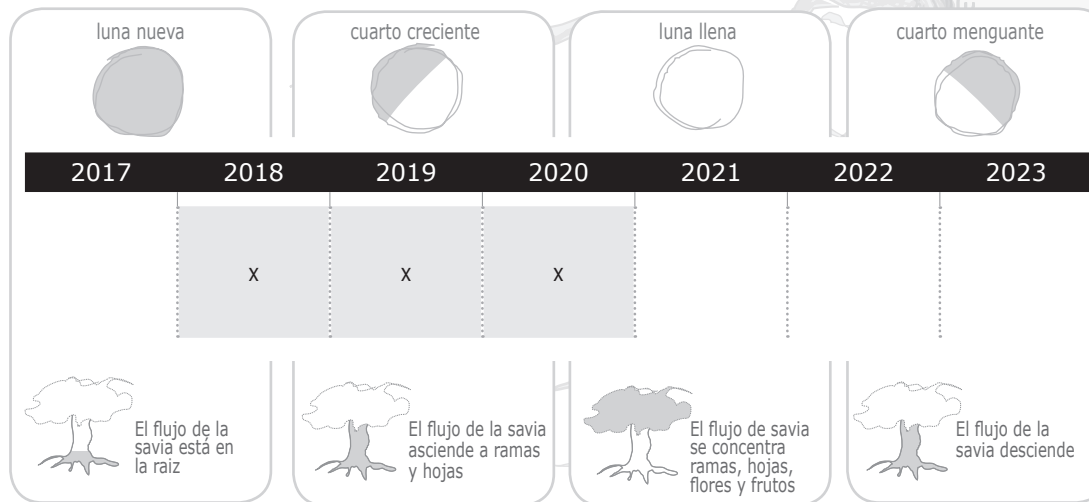 luna nueva
cuarto creciente
luna llena
cuarto menguante
2017 2018 2019 2020 2021 2022 2023
x x x
El flujo de la
savia está en
la raiz
El flujo de la savia
asciende a ramas
y hojas
El flujo de savia
se concentra
ramas, hojas,
flores y frutos
El flujo de la
savia desciende